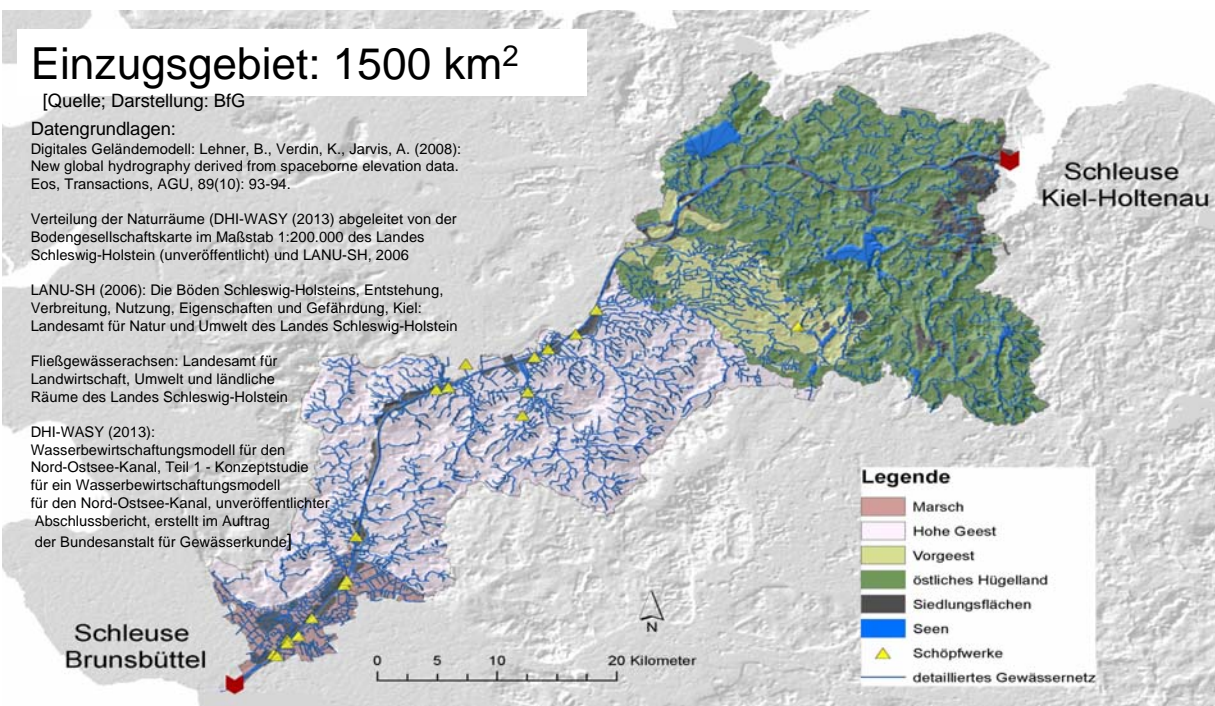 Einzugsgebiet: 1500 km²
[Quelle; Darstellung: BfG
Datengrundlagen:
Digitales Geländemodell: Lehner, B., Verdin, K., Jarvis, A. (2008):
New global hydrography derived from spaceborne elevation data.
Eos, Transactions, AGU, 89(10): 93-94.
Verteilung der Naturräume (DHI-WASY (2013) abgeleitet von der
Bodengesellschaftskarte im Maßstab 1:200.000 des Landes
Schleswig-Holstein (unveröffentlicht) und LANU-SH, 2006
LANU-SH (2006): Die Böden Schleswig-Holsteins, Entstehung,
Verbreitung, Nutzung, Eigenschaften und Gefährdung, Kiel:
Landesamt für Natur und Umwelt des Landes Schleswig-Holstein
Fließgewässerachsen: Landesamt für
Landwirtschaft, Umwelt und ländliche
Räume des Landes Schleswig-Holstein
DHI-WASY (2013):
Wasserbewirtschaftungsmodell für den
Nord-Ostsee-Kanal, Teil 1 - Konzeptstudie
für ein Wasserbewirtschaftungsmodell
für den Nord-Ostsee-Kanal, unveröffentlichter
Abschlussbericht, erstellt im Auftrag
der Bundesanstalt für Gewässerkunde]
Schleuse
Kiel-Holtenau
Schleuse
Brunsbüttel
N
0 5 10 20 Kilometer
Legende
Marsch
Hohe Geest
Vorgeest
östliches Hügelland
Siedlungsflächen
Seen
Schöpfwerke
detailliertes Gewässernetz